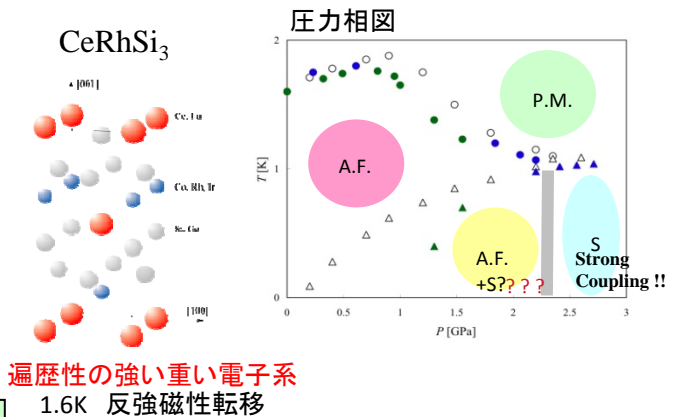 圧力相図
CeRhSi3
[001]
Ce, La
Co, Rh, Ir
Si, Ge
[100]
2
1
0
T [K]
0
0.5
1
1.5
2
2.5
3
P [GPa]
P.M.
A.F.
A.F.
+S?? ? ?
S
Strong
Coupling !!
遍歴性の強い重い電子系
1.6K 反強磁性転移